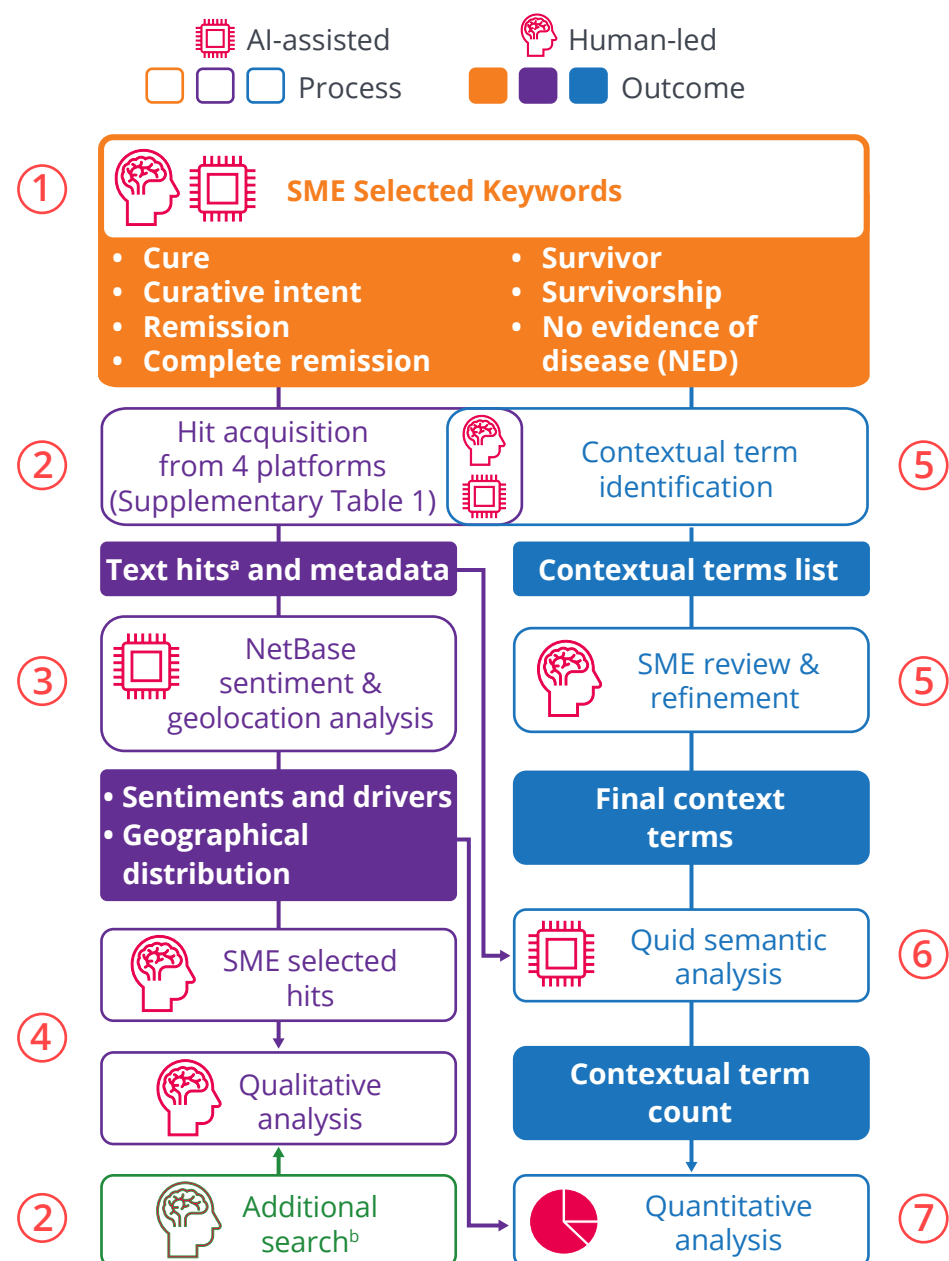 AI-assisted
Human-led
Process
Outcome
1
SME Selected Keywords
• Cure
• Curative intent
• Remission
• Complete remission
• Survivor
• Survivorship
• No evidence of
disease (NED)
2
Hit acquisition
from 4 platforms
(Supplementary Table 1)
Contextual term
identification
5
Text hitsᵃ and metadata
Contextual terms list
3
NetBase
sentiment &
geolocation analysis
SME review &
refinement
5
• Sentiments and drivers
• Geographical
distribution
Final context
terms
4
SME selected
hits
Quid semantic
analysis
6
Qualitative
analysis
Contextual term
count
2
Additional
searchᵇ
Quantitative
analysis
7